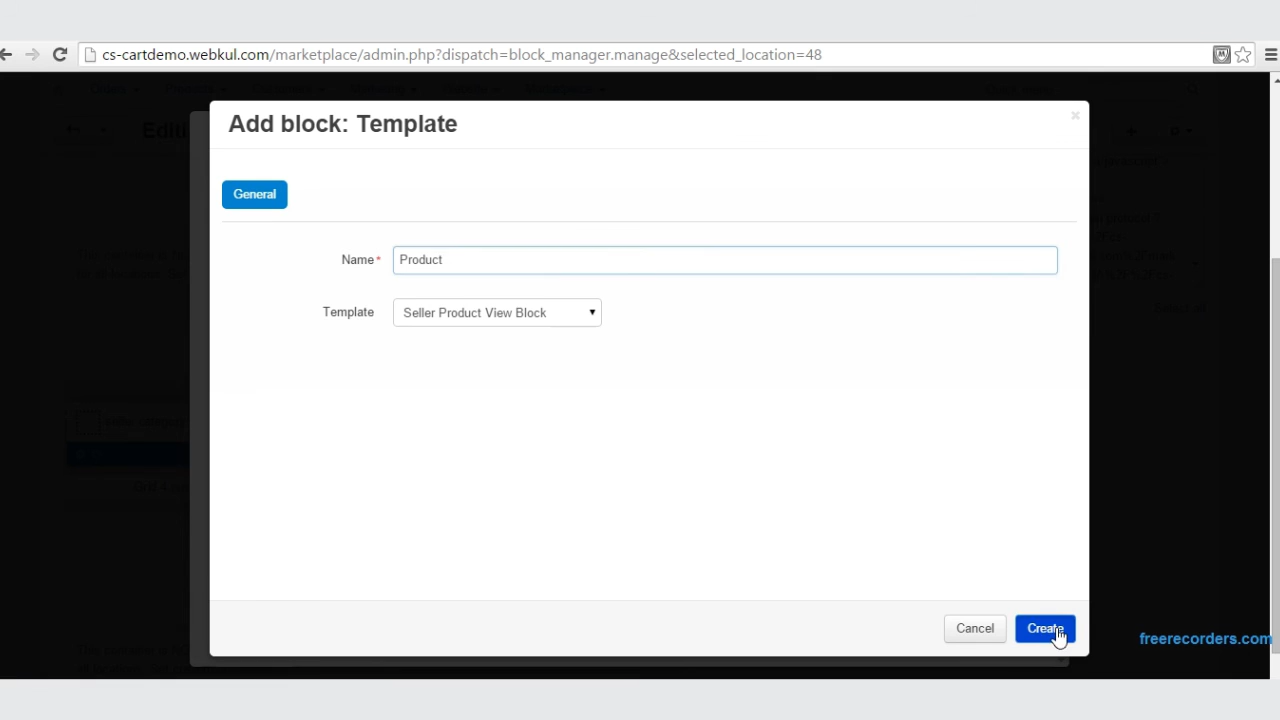 cs-cartdemo.webkul.com/marketplace/admin.php?dispatch=block_manager.manage&selected_location=48
Add block: Template
×
General
Name*
Product
Template
Seller Product View Block
Cancel
Create
freerecorders.com